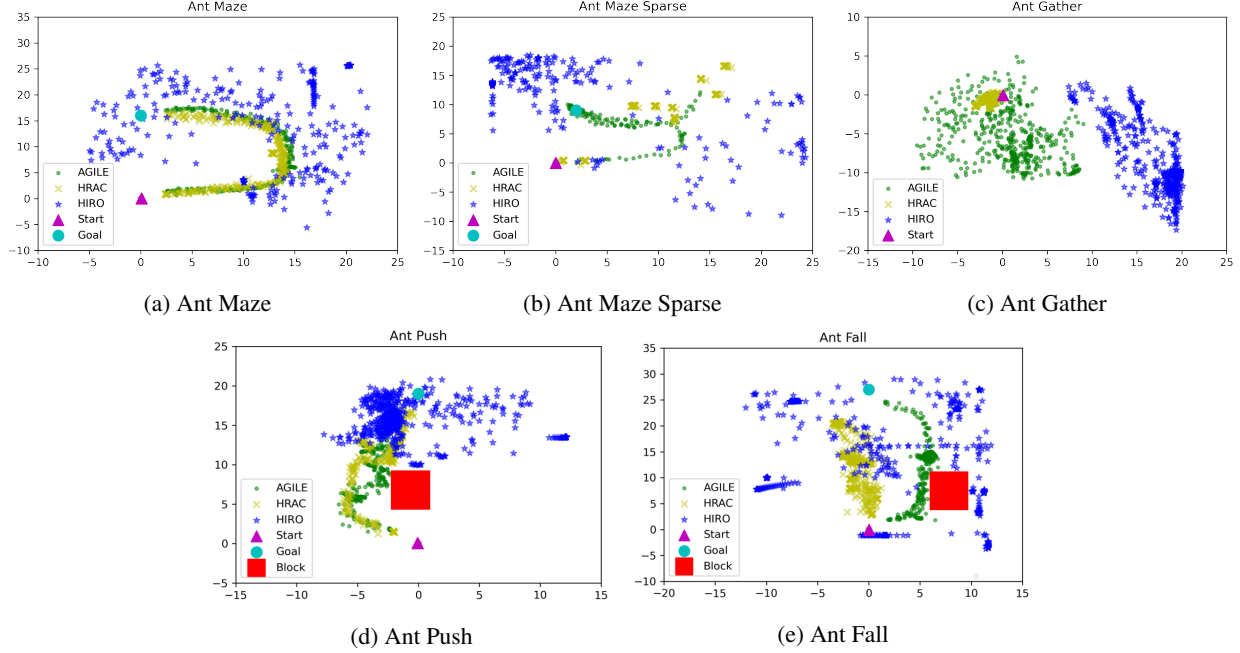 Ant Maze
35
30
25
20
15
10
5
0
−5
−10
−10 −5 0 5 10 15 20 25
AGILE
HRAC
HIRO
Start
Goal
(a) Ant Maze
Ant Maze Sparse
25
20
15
10
5
0
−5
−10
−15
−10 −5 0 5 10 15 20 25
AGILE
HRAC
HIRO
Start
Goal
(b) Ant Maze Sparse
Ant Gather
10
5
0
−5
−10
−15
−20
−15 −10 −5 0 5 10 15 20 25
AGILE
HRAC
HIRO
Start
(c) Ant Gather
Ant Push
25
20
15
10
5
0
−5
−15 −10 −5 0 5 10 15
AGILE
HRAC
HIRO
Start
Goal
Block
(d) Ant Push
Ant Fall
35
30
25
20
15
10
5
0
−5
−10
−15 −10 −5 0 5 10 15
AGILE
HRAC
HIRO
Start
Goal
Block
(e) Ant Fall